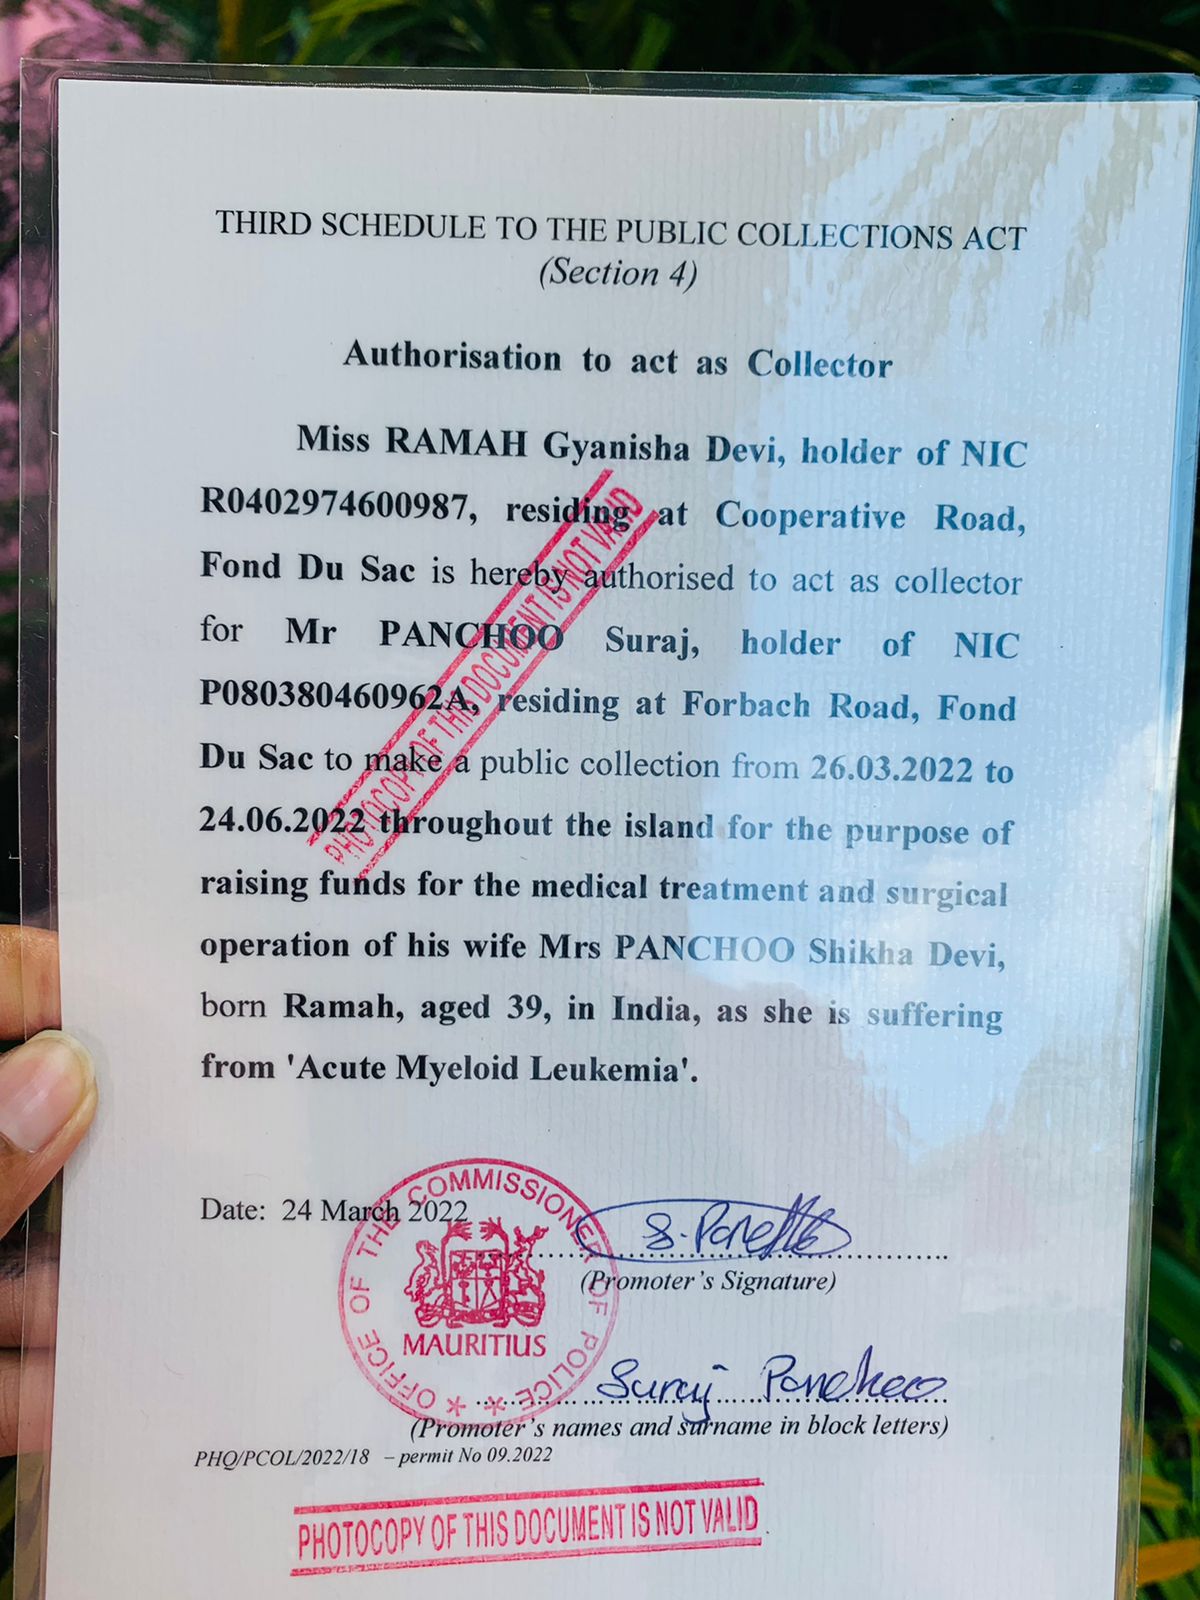 THIRD SCHEDULE TO THE PUBLIC COLLECTIONS ACT
(Section 4)
Authorisation to act as Collector
Miss RAMAH Gyanisha Devi, holder of NIC
R0402974600987, residing at Cooperative Road,
Fond Du Sac is hereby authorised to act as collector
for Mr PANCHOO Suraj, holder of NIC
P080380460962A, residing at Forbach Road, Fond
Du Sac to make a public collection from 26.03.2022 to
24.06.2022 throughout the island for the purpose of
raising funds for the medical treatment and surgical
operation of his wife Mrs PANCHOO Shikha Devi,
born Ramah, aged 39, in India, as she is suffering
from 'Acute Myeloid Leukemia'.
PHOTOCOPY OF THIS DOCUMENT IS NOT VALID
Date: 24 March 2022
OFFICE OF THE COMMISSIONER OF POLICE
MAURITIUS
(Promoter's Signature)
Suraj Panchoo
(Promoter's names and surname in block letters)
PHQ/PCOL/2022/18 – permit No 09.2022
PHOTOCOPY OF THIS DOCUMENT IS NOT VALID